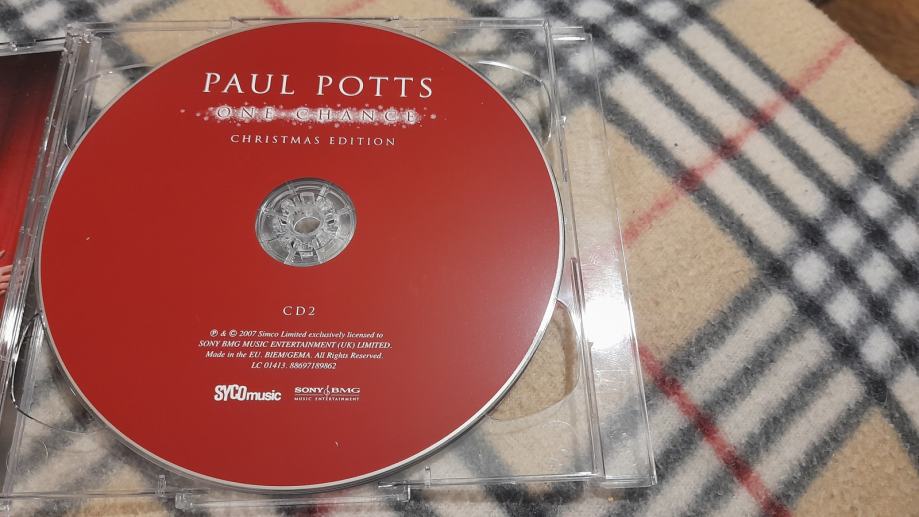 PAUL POTTS
ONE CHANCE
CHRISTMAS EDITION
CD2
℗ & © 2007 Simco Limited exclusively licensed to
SONY BMG MUSIC ENTERTAINMENT (UK) LIMITED.
Made in the EU. BIEM/GEMA. All Rights Reserved.
LC 01413. 88697189862
SYCOmusic
SONY BMG
MUSIC ENTERTAINMENT